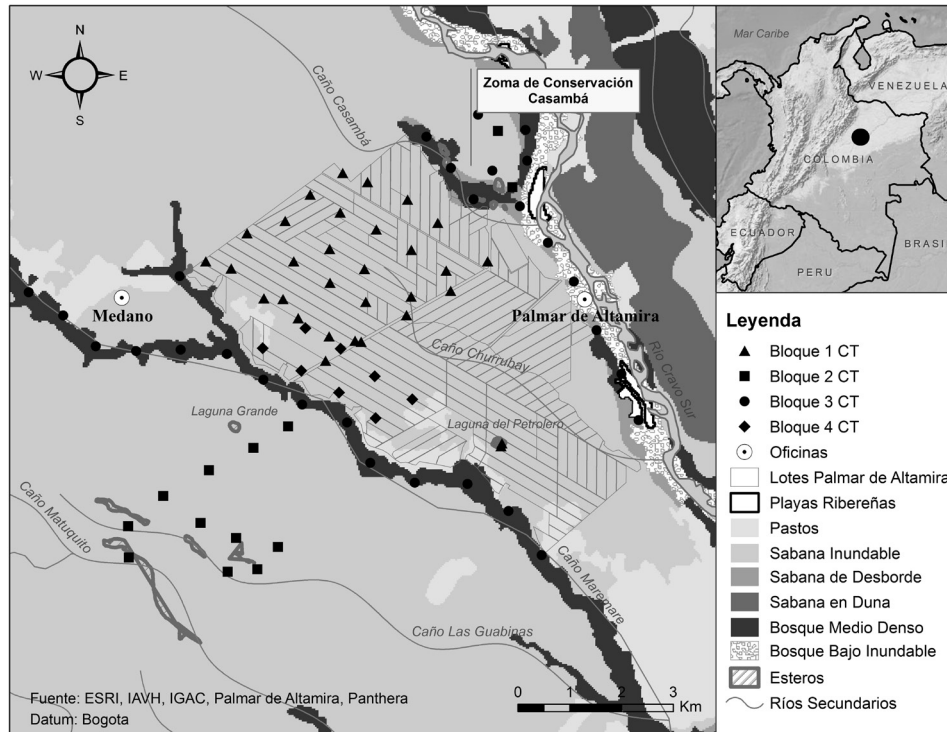 N
W E
S
Caño Casambá
Zoma de Conservación
Casambá
Medano
Palmar de Altamira
Caño Churrubay
Río Cravo Sur
Laguna Grande
Laguna del Petrolero
Caño Matuquito
Caño Maremare
Caño Las Guabinas
Fuente: ESRI, IAVH, IGAC, Palmar de Altamira, Panthera
Datum: Bogota
0 1 2 3
Km
Mar Caribe
VENEZUELA
COLOMBIA
ECUADOR
PERU
BRASI
Leyenda
Bloque 1 CT
Bloque 2 CT
Bloque 3 CT
Bloque 4 CT
Oficinas
Lotes Palmar de Altamira
Playas Ribereñas
Pastos
Sabana Inundable
Sabana de Desborde
Sabana en Duna
Bosque Medio Denso
Bosque Bajo Inundable
Esteros
Ríos Secundarios